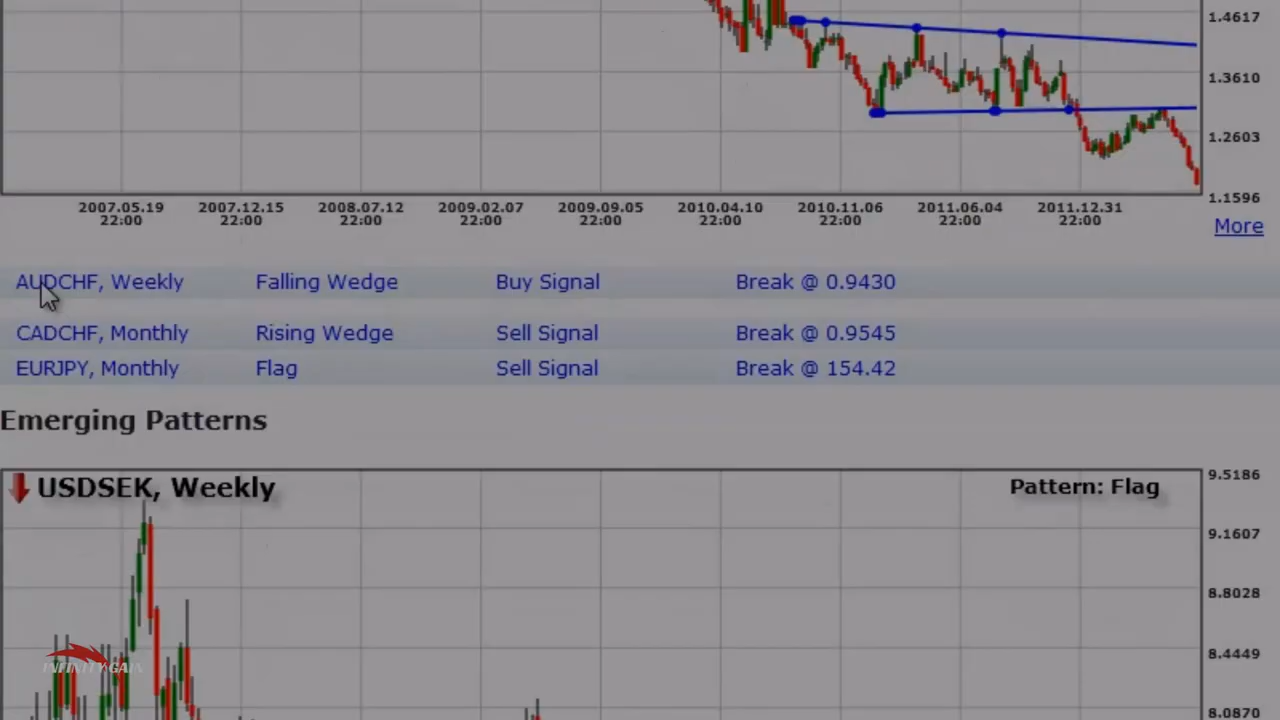 1.4617
1.3610
1.2603
1.1596
2007.05.19 2007.12.15 2008.07.12 2009.02.07 2009.09.05 2010.04.10 2010.11.06 2011.06.04 2011.12.31
22:00 22:00 22:00 22:00 22:00 22:00 22:00 22:00 22:00
More
AUDCHF, Weekly Falling Wedge Buy Signal Break @ 0.9430
CADCHF, Monthly Rising Wedge Sell Signal Break @ 0.9545
EURJPY, Monthly Flag Sell Signal Break @ 154.42
Emerging Patterns
USDSEK, Weekly Pattern: Flag
9.5186
9.1607
8.8028
8.4449
8.0870
INFINITYGAIN